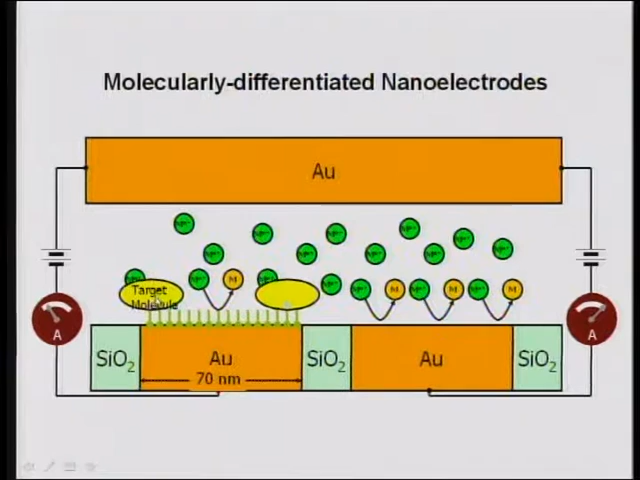 Molecularly-differentiated Nanoelectrodes
Au
Target
Molecule
M
M
M
M
A
A
SiO₂
Au
SiO₂
Au
SiO₂
70 nm